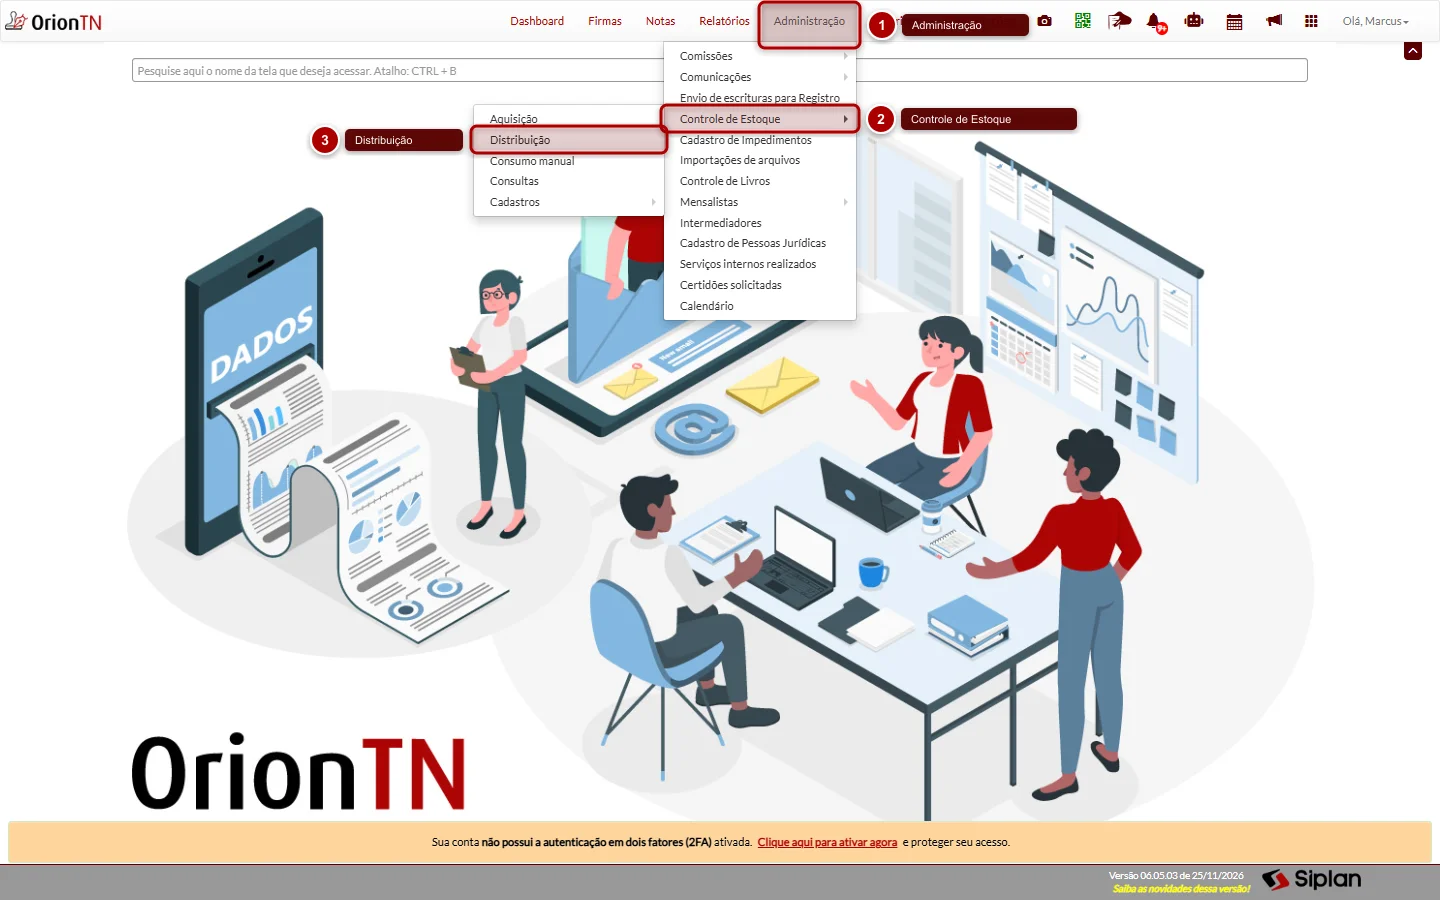 OrionTN
Dashboard
Firmas
Notas
Relatórios
Administração
1
Administração
9+
Olá, Marcus
Pesquise aqui o nome da tela que deseja acessar. Atalho: CTRL + B
Comissões
Comunicações
Envio de escrituras para Registro
Controle de Estoque
2
Controle de Estoque
Cadastro de Impedimentos
Importações de arquivos
Controle de Livros
Mensalistas
Intermediadores
Cadastro de Pessoas Jurídicas
Serviços internos realizados
Certidões solicitadas
Calendário
Aquisição
3
Distribuição
Distribuição
Consumo manual
Consultas
Cadastros
DADOS
New email
@
OrionTN
Sua conta não possui a autenticação em dois fatores (2FA) ativada. Clique aqui para ativar agora e proteger seu acesso.
Versão 06.05.03 de 25/11/2026
Saiba as novidades dessa versão!
Siplan